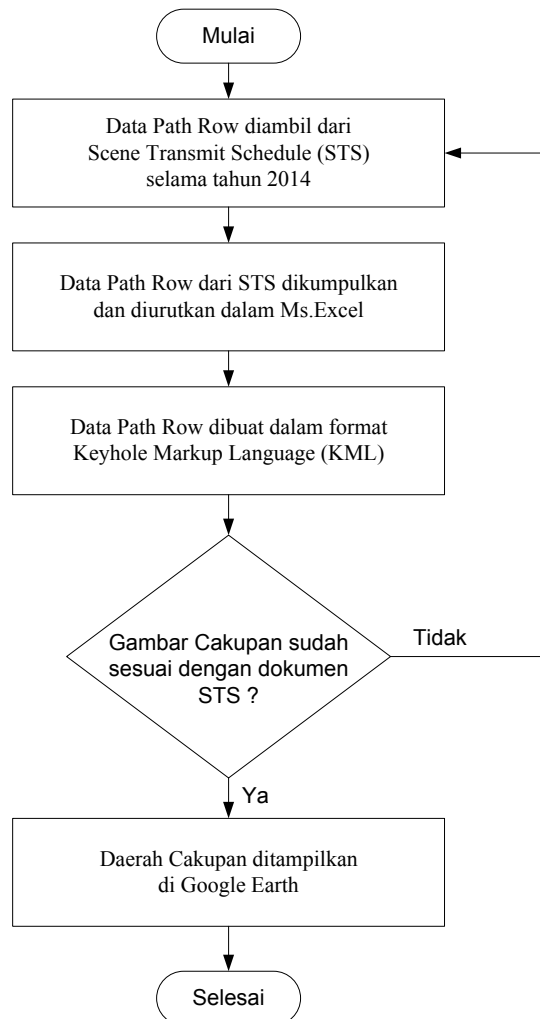 Mulai
Data Path Row diambil dari
Scene Transmit Schedule (STS)
selama tahun 2014
Data Path Row dari STS dikumpulkan
dan diurutkan dalam Ms.Excel
Data Path Row dibuat dalam format
Keyhole Markup Language (KML)
Gambar Cakupan sudah
sesuai dengan dokumen
STS ?
Tidak
Ya
Daerah Cakupan ditampilkan
di Google Earth
Selesai